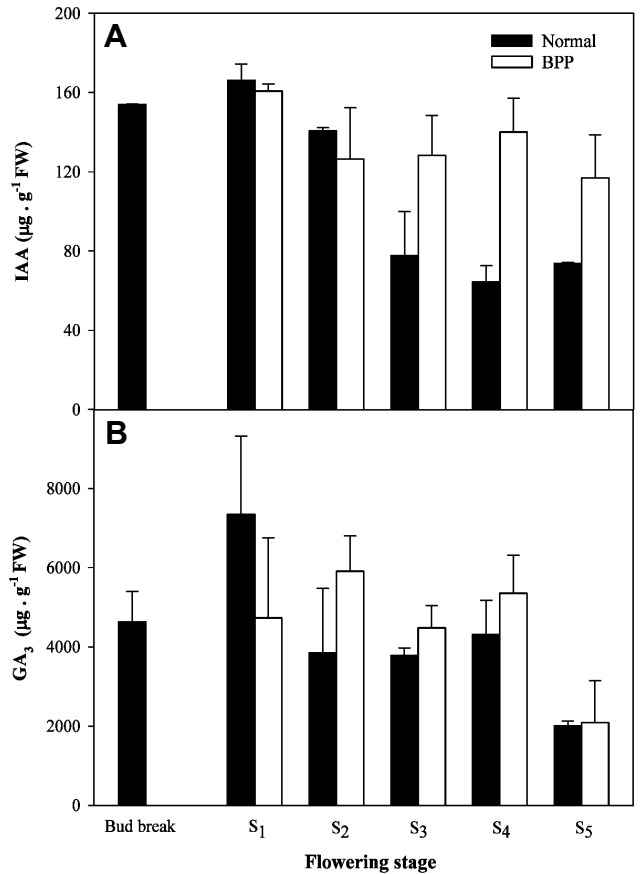 A
Normal
BPP
200
160
120
80
40
0
IAA (µg . g⁻¹ FW)
B
8000
6000
4000
2000
0
GA₃ (µg . g⁻¹ FW)
Bud break S₁ S₂ S₃ S₄ S₅
Flowering stage